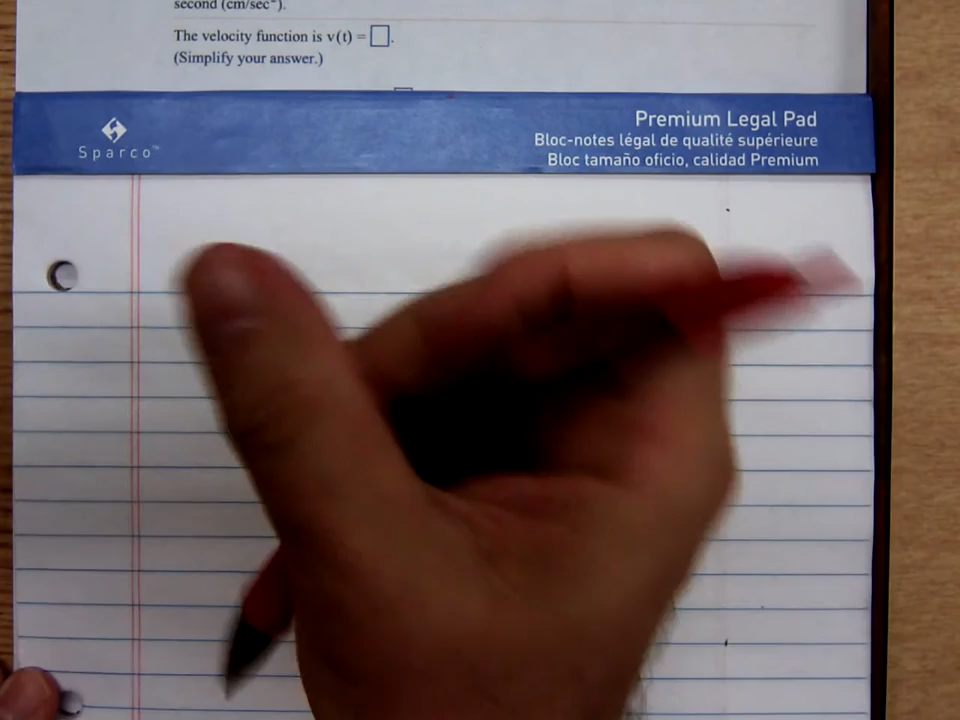 second (cm/sec²).
The velocity function is v(t) = .
(Simplify your answer.)
Premium Legal Pad
Bloc-notes légal de qualité supérieure
Bloc tamaño oficio, calidad Premium
Sparco™